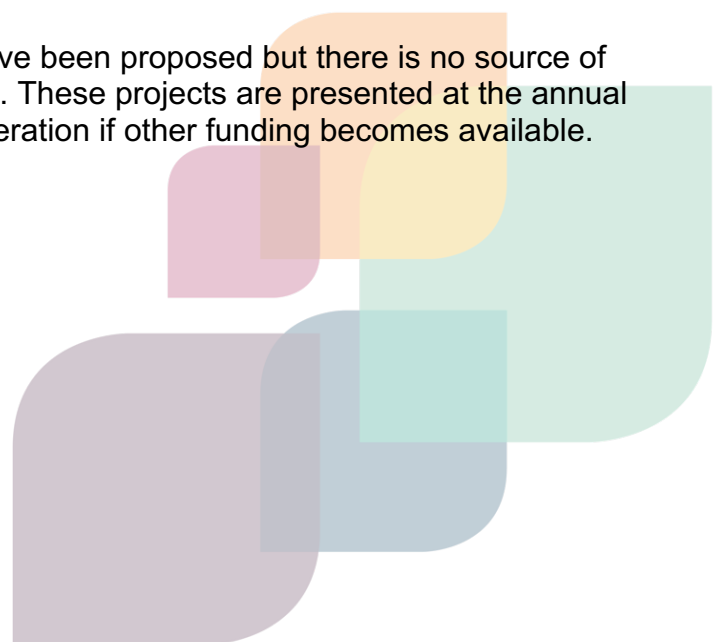 ve been proposed but there is no source of
. These projects are presented at the annual
eration if other funding becomes available.